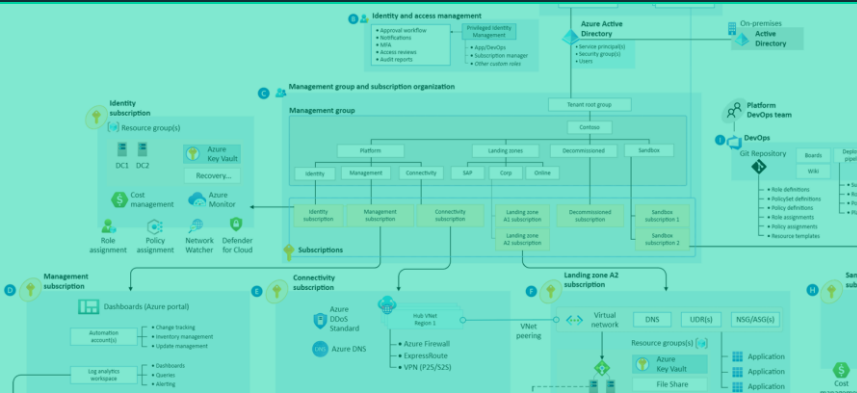 B
Identity and access management
• Approval workflow
• Notifications
• MFA
• Access reviews
• Audit reports
Privileged Identity
Management
• App/DevOps
• Subscription manager
• Other custom roles
Azure Active
Directory
• Service principal(s)
• Security group(s)
• Users
On-premises
Active
Directory
C
Management group and subscription organization
Management group
Tenant root group
Contoso
Platform
Landing zones
Decommissioned
Sandbox
Identity
Management
Connectivity
SAP
Corp
Online
Identity
subscription
Management
subscription
Connectivity
subscription
Landing zone
A1 subscription
Landing zone
A2 subscription
Decommissioned
subscription
Sandbox
subscription 1
Sandbox
subscription 2
Subscriptions
Identity
subscription
Resource group(s)
DC1
DC2
Azure
Key Vault
Recovery...
Cost
management
Azure
Monitor
Role
assignment
Policy
assignment
Network
Watcher
Defender
for Cloud
Platform
DevOps team
I
DevOps
Git Repository
Boards
Wiki
• Role definitions
• PolicySet definitions
• Policy definitions
• Role assignments
• Policy assignments
• Resource templates
D
Management
subscription
Dashboards (Azure portal)
Automation
account(s)
• Change tracking
• Inventory management
• Update management
Log analytics
workspace
• Dashboards
• Queries
• Alerting
E
Connectivity
subscription
Azure
DDoS
Standard
Azure DNS
Hub VNet
Region 1
• Azure Firewall
• ExpressRoute
• VPN (P2S/S2S)
VNet
peering
F
Landing zone A2
subscription
Virtual
network
DNS
UDR(s)
NSG/ASG(s)
Resource groups(s)
Azure
Key Vault
File Share
Application
Application
Application
H
Cost